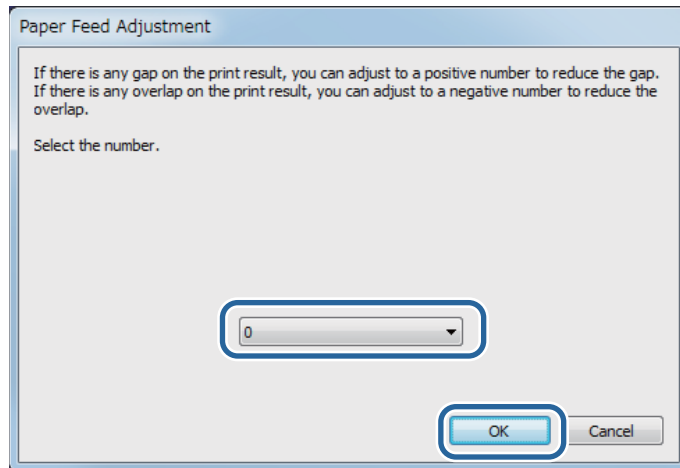 Paper Feed Adjustment
If there is any gap on the print result, you can adjust to a positive number to reduce the gap.
If there is any overlap on the print result, you can adjust to a negative number to reduce the
overlap.
Select the number.
0
OK Cancel